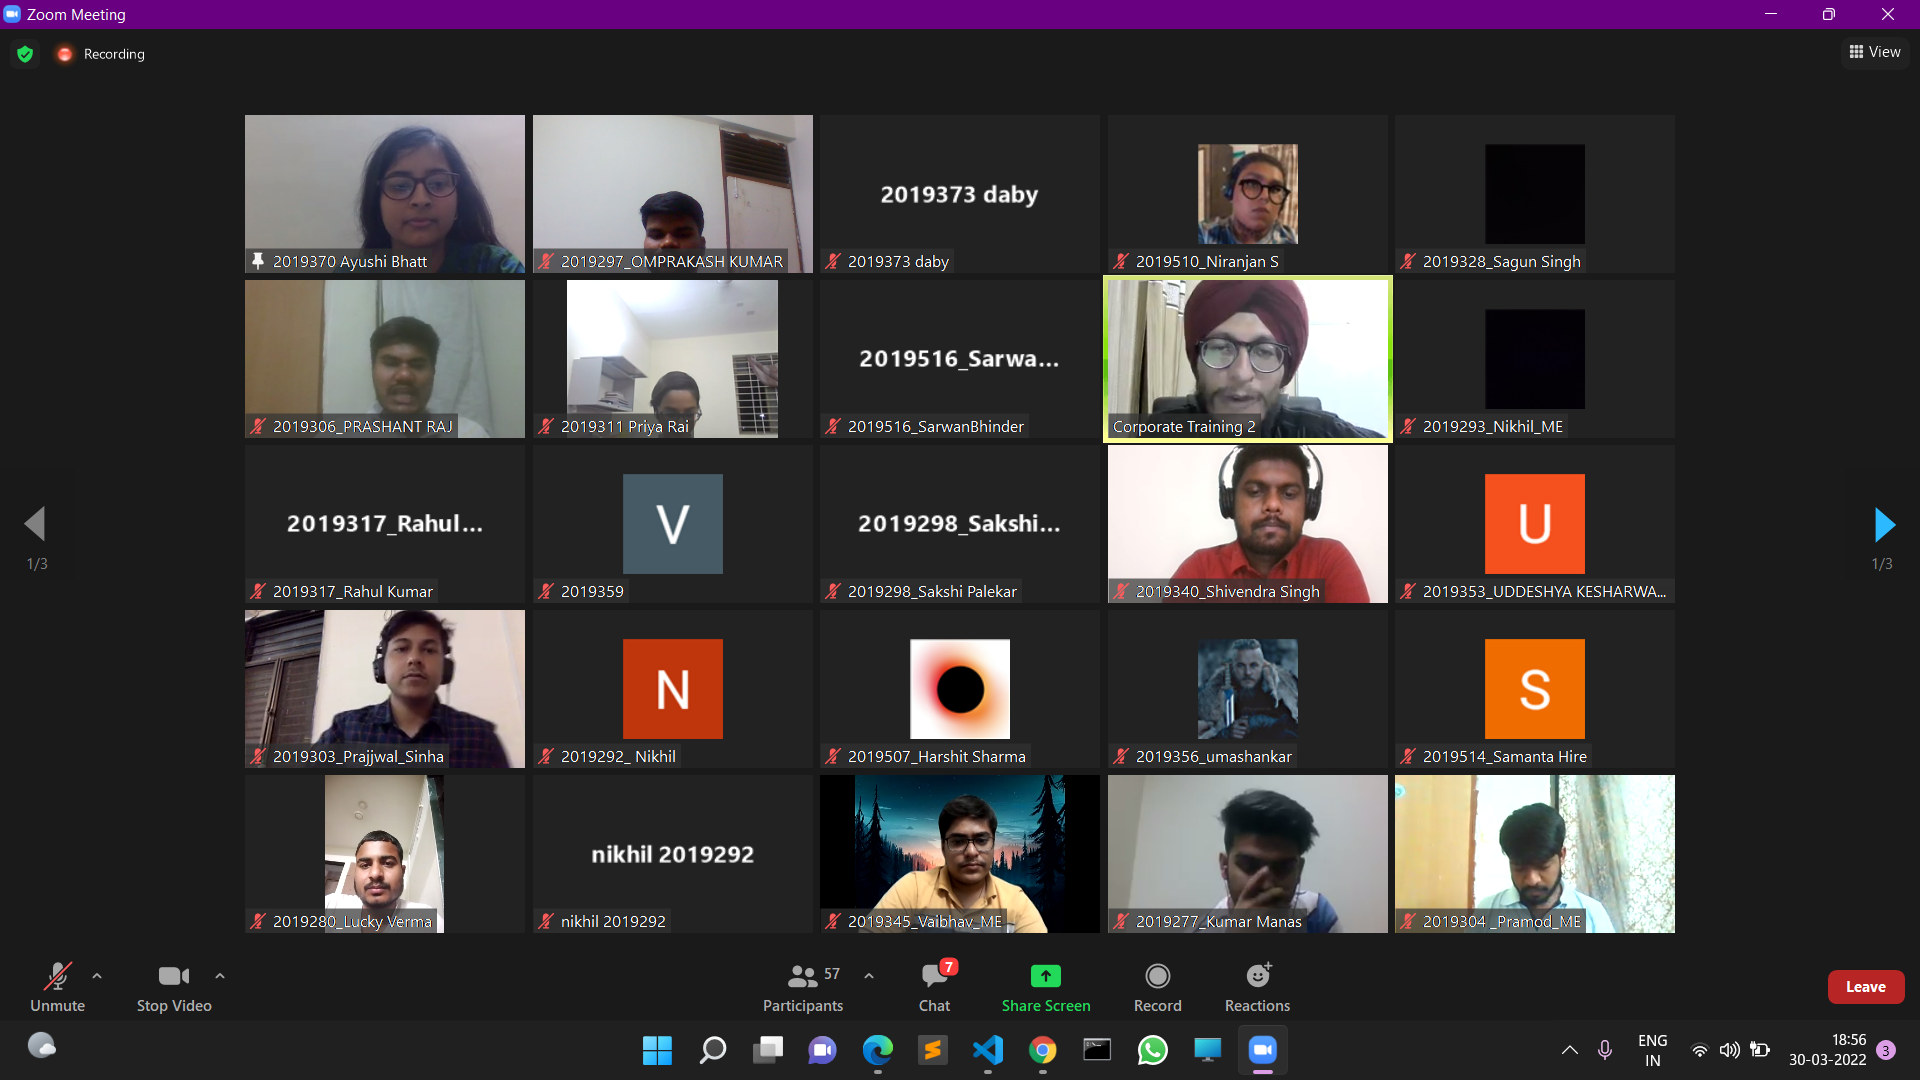 Zoom Meeting
Recording
View
2019370 Ayushi Bhatt
2019297_OMPRAKASH KUMAR
2019373 daby
2019373 daby
2019510_Niranjan S
2019328_Sagun Singh
2019306_PRASHANT RAJ
2019311 Priya Rai
2019516_Sarwa...
2019516_SarwanBhinder
Corporate Training 2
2019293_Nikhil_ME
1/3
2019317_Rahul...
2019317_Rahul Kumar
V
2019359
2019298_Sakshi...
2019298_Sakshi Palekar
2019340_Shivendra Singh
U
2019353_UDDESHYA KESHARWA...
1/3
2019303_Prajjwal_Sinha
N
2019292_ Nikhil
2019507_Harshit Sharma
2019356_umashankar
S
2019514_Samanta Hire
2019280_Lucky Verma
nikhil 2019292
nikhil 2019292
2019345_Vaibhav_ME
2019277_Kumar Manas
2019304 _Pramod_ME
Unmute
Stop Video
57
Participants
7
Chat
Share Screen
Record
Reactions
Leave
ENG
IN
18:56
30-03-2022
3